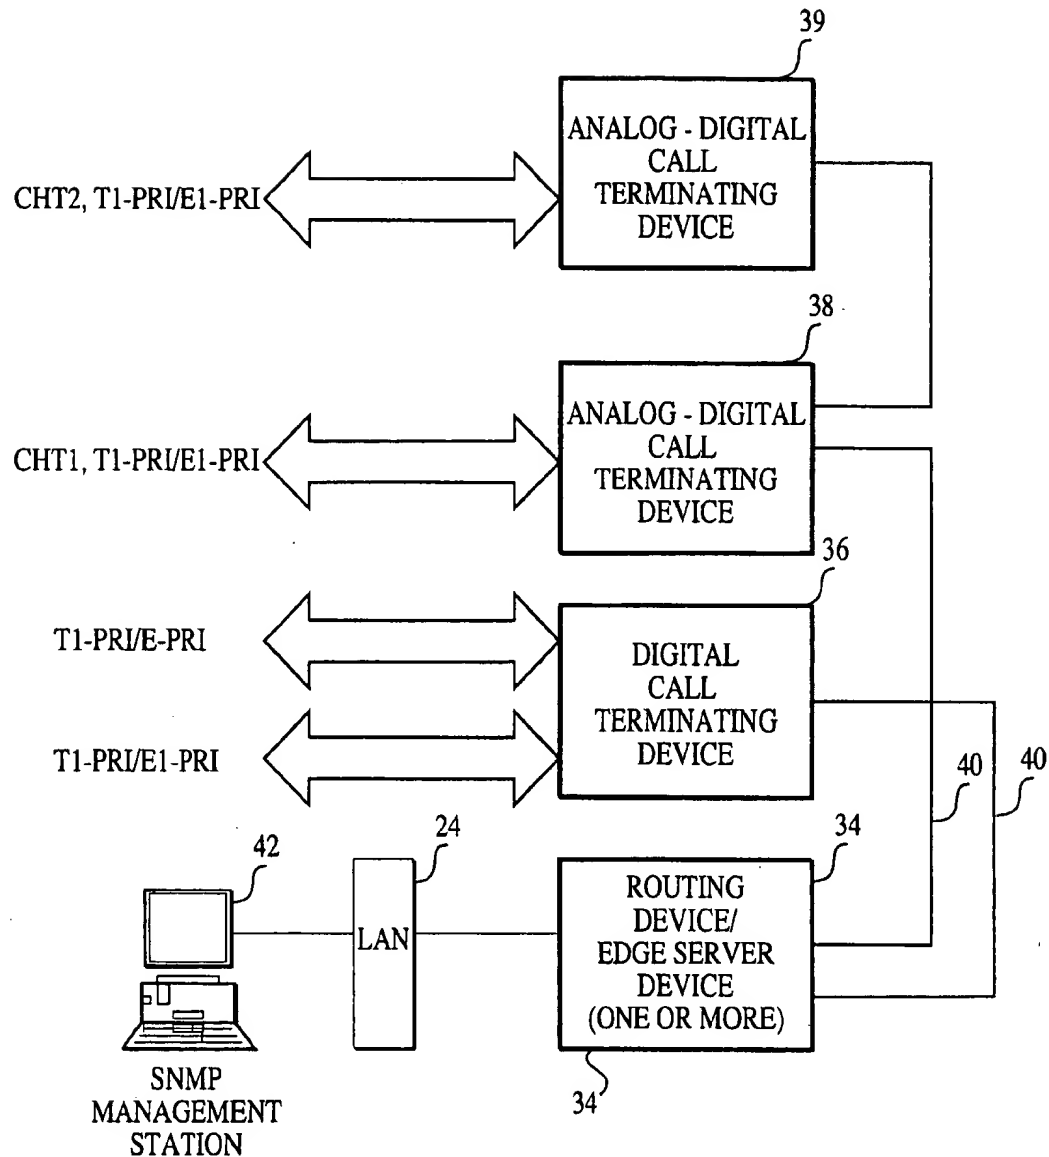 39
ANALOG - DIGITAL
CALL
TERMINATING
DEVICE
CHT2, T1-PRI/E1-PRI
38
ANALOG - DIGITAL
CALL
TERMINATING
DEVICE
CHT1, T1-PRI/E1-PRI
36
T1-PRI/E-PRI
DIGITAL
CALL
TERMINATING
DEVICE
T1-PRI/E1-PRI
40
40
42
24
34
LAN
ROUTING
DEVICE/
EDGE SERVER
DEVICE
(ONE OR MORE)
34
SNMP
MANAGEMENT
STATION